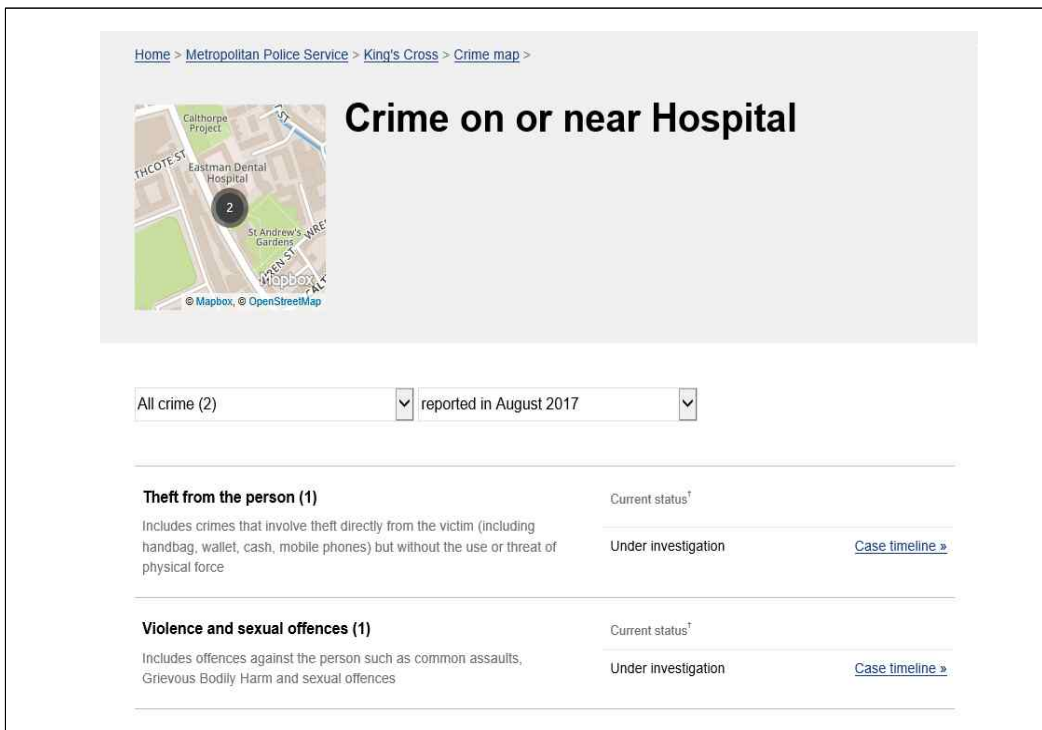 Home > Metropolitan Police Service > King's Cross > Crime map >
Crime on or near Hospital
Calthorpe
Project
ST
THCOTE ST
Eastman Dental
Hospital
2
St Andrew's
Gardens
WRE
WREN ST
CALT
Mapbox
© Mapbox, © OpenStreetMap
All crime (2)
reported in August 2017
Theft from the person (1)
Includes crimes that involve theft directly from the victim (including
handbag, wallet, cash, mobile phones) but without the use or threat of
physical force
Current status†
Under investigation
Case timeline »
Violence and sexual offences (1)
Includes offences against the person such as common assaults,
Grievous Bodily Harm and sexual offences
Current status†
Under investigation
Case timeline »